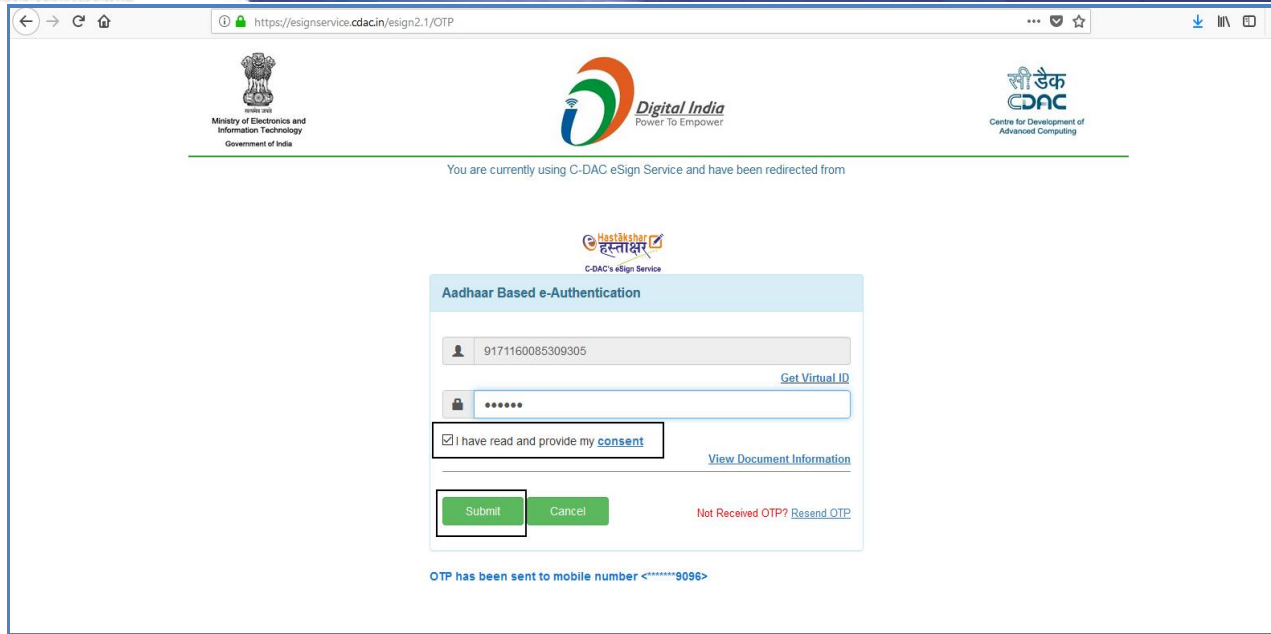 https://esignservice.cdac.in/esign2.1/OTP
Ministry of Electronics and
Information Technology
Government of India
Digital India
Power To Empower
सी डैक
CDAC
Centre for Development of
Advanced Computing
You are currently using C-DAC eSign Service and have been redirected from
e Hastākshar
हस्ताक्षर
C-DAC's eSign Service
Aadhaar Based e-Authentication
9171160085309305
Get Virtual ID
••••••
I have read and provide my consent
View Document Information
Submit Cancel Not Received OTP? Resend OTP
OTP has been sent to mobile number <*******9096>